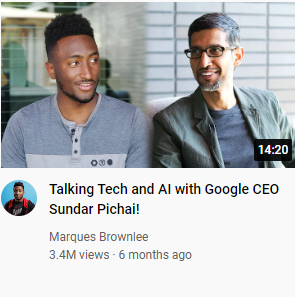 14:20
Talking Tech and AI with Google CEO
Sundar Pichai!
Marques Brownlee
3.4M views · 6 months ago